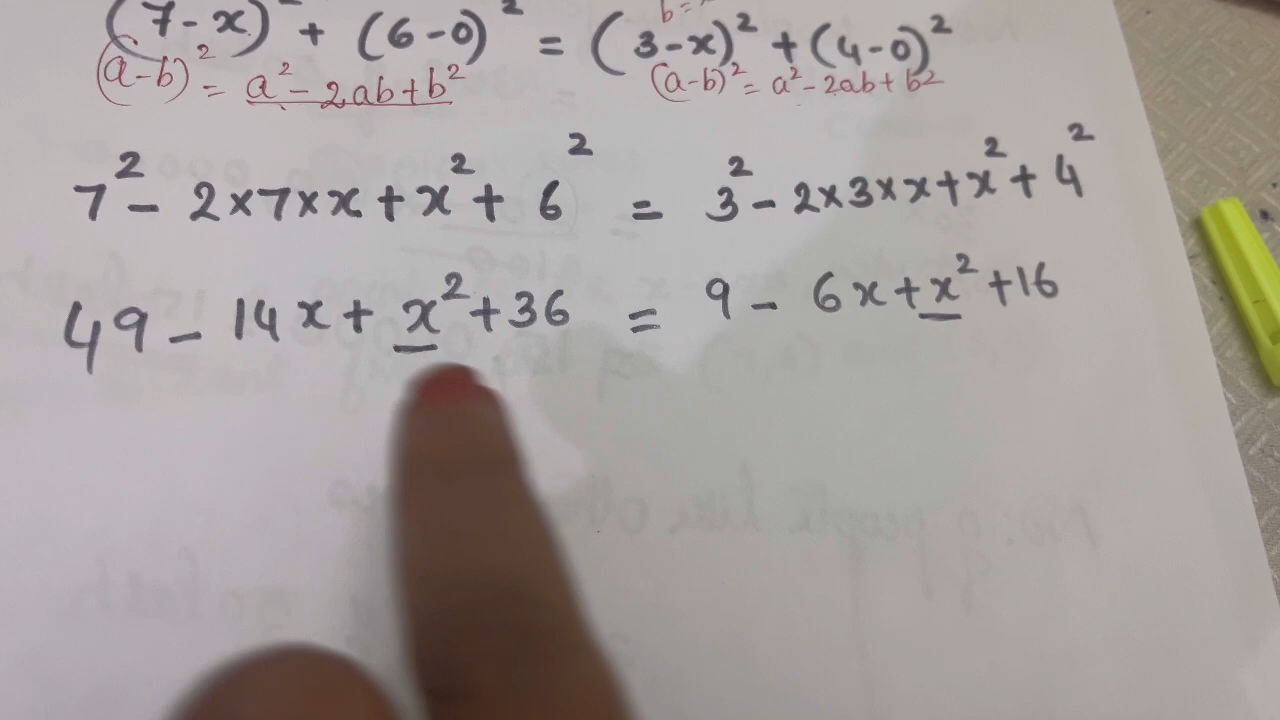 (7-x)² + (6-0)² = (3-x)² + (4-0)²
(a-b)² = a² - 2ab + b² (a-b)² = a² - 2ab + b²
7² - 2×7×x + x² + 6² = 3² - 2×3×x + x² + 4²
49 - 14x + x² + 36 = 9 - 6x + x² + 16